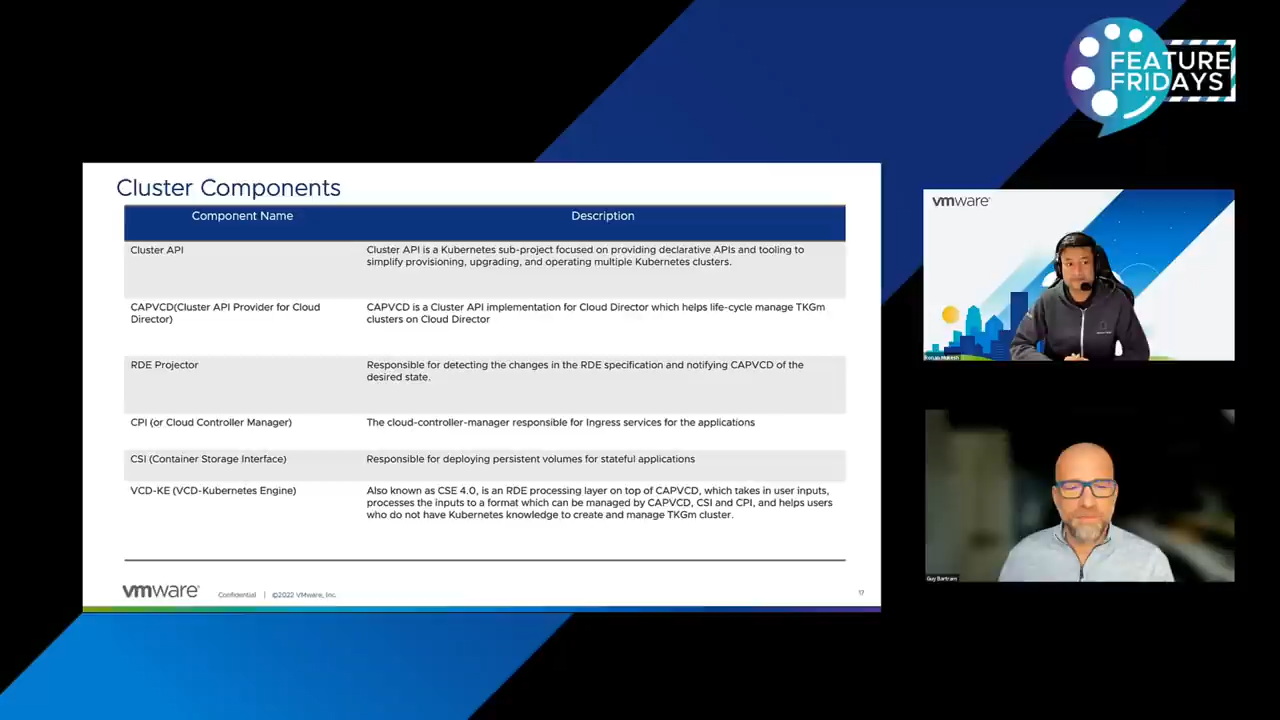 FEATURE
FRIDAYS
Cluster Components
Component Name
Description
Cluster API
Cluster API is a Kubernetes sub-project focused on providing declarative APIs and tooling to
simplify provisioning, upgrading, and operating multiple Kubernetes clusters.
CAPVCD(Cluster API Provider for Cloud
Director)
CAPVCD is a Cluster API implementation for Cloud Director which helps life-cycle manage TKGm
clusters on Cloud Director
RDE Projector
Responsible for detecting the changes in the RDE specification and notifying CAPVCD of the
desired state.
CPI (or Cloud Controller Manager)
The cloud-controller-manager responsible for Ingress services for the applications
CSI (Container Storage Interface)
Responsible for deploying persistent volumes for stateful applications
VCD-KE (VCD-Kubernetes Engine)
Also known as CSE 4.0, is an RDE processing layer on top of CAPVCD, which takes in user inputs,
processes the inputs to a format which can be managed by CAPVCD, CSI and CPI, and helps users
who do not have Kubernetes knowledge to create and manage TKGm cluster.
vmware®
Confidential | ©2022 VMware, Inc.
17
vmware®
Guy Bartram